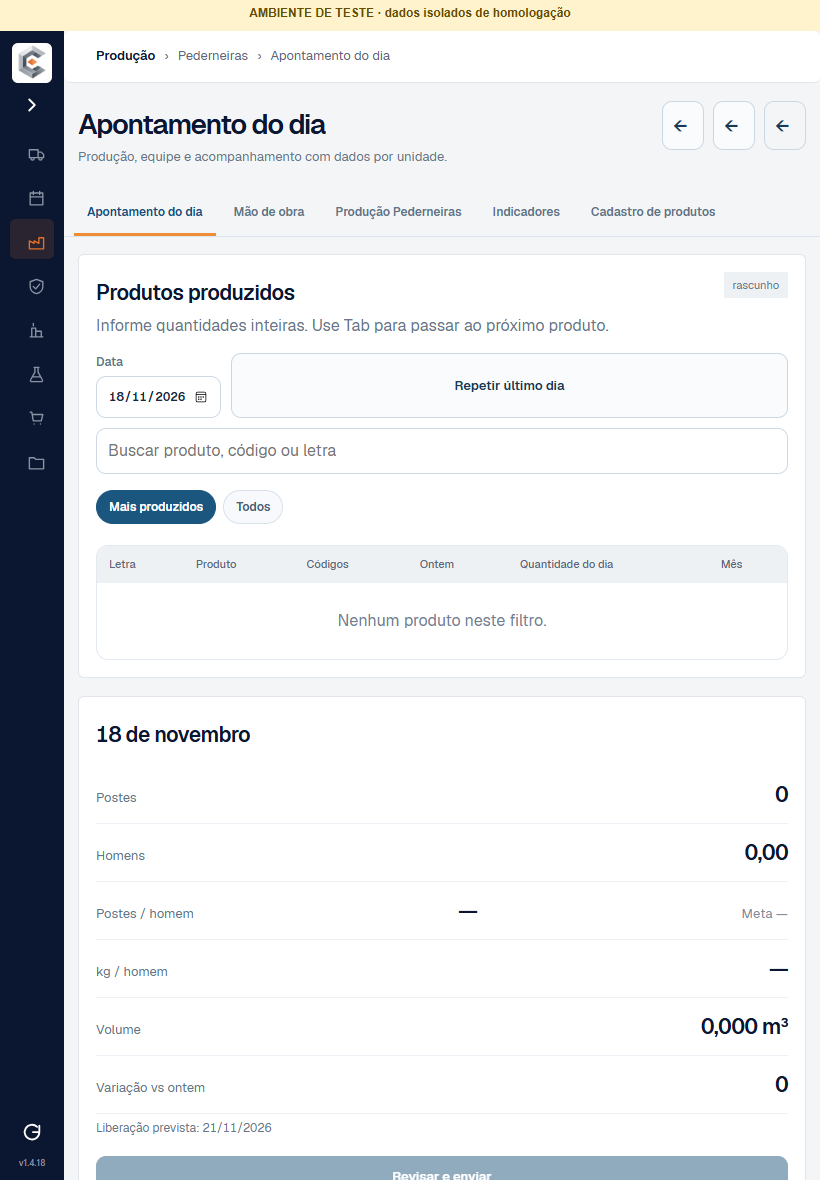 AMBIENTE DE TESTE · dados isolados de homologação
Produção › Pederneiras › Apontamento do dia
Apontamento do dia
Produção, equipe e acompanhamento com dados por unidade.
Apontamento do dia Mão de obra Produção Pederneiras Indicadores Cadastro de produtos
Produtos produzidos
rascunho
Informe quantidades inteiras. Use Tab para passar ao próximo produto.
Data
18/11/2026
Repetir último dia
Buscar produto, código ou letra
Mais produzidos Todos
Letra Produto Códigos Ontem Quantidade do dia Mês
Nenhum produto neste filtro.
18 de novembro
Postes 0
Homens 0,00
Postes / homem — Meta —
kg / homem —
Volume 0,000 m³
Variação vs ontem 0
Liberação prevista: 21/11/2026
Revisar e enviar
v1.4.18